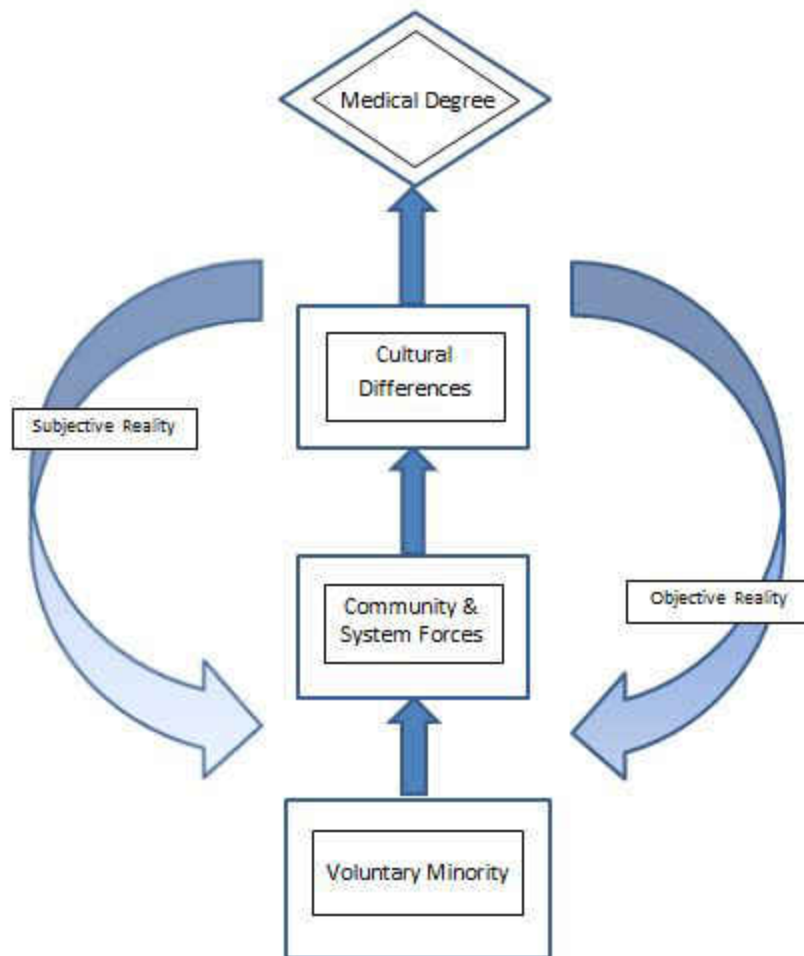 Medical Degree
Cultural
Differences
Subjective Reality
Community &
System Forces
Objective Reality
Voluntary Minority